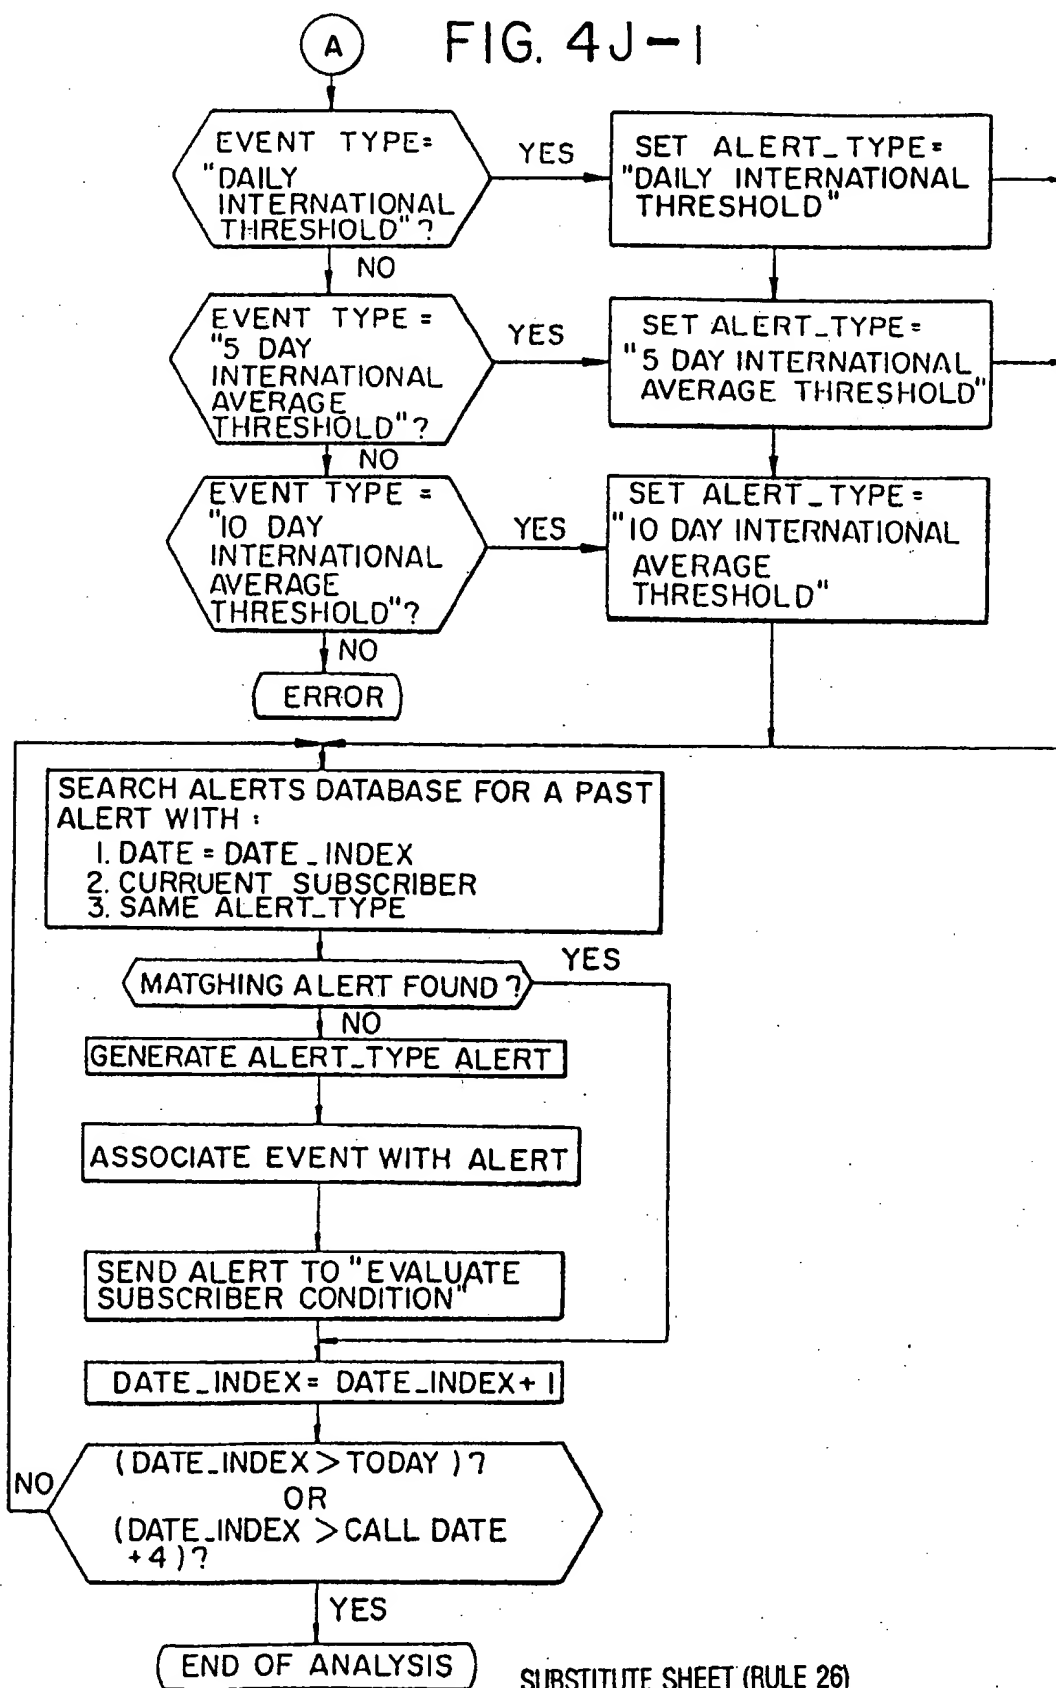 A
FIG. 4J-1
EVENT TYPE=
"DAILY
INTERNATIONAL
THRESHOLD"?
YES
SET ALERT_TYPE=
"DAILY INTERNATIONAL
THRESHOLD"
NO
EVENT TYPE=
"5 DAY
INTERNATIONAL
AVERAGE
THRESHOLD"?
YES
SET ALERT_TYPE=
"5 DAY INTERNATIONAL
AVERAGE THRESHOLD"
NO
EVENT TYPE=
"10 DAY
INTERNATIONAL
AVERAGE
THRESHOLD"?
YES
SET ALERT_TYPE=
"10 DAY INTERNATIONAL
AVERAGE
THRESHOLD"
NO
ERROR
SEARCH ALERTS DATABASE FOR A PAST
ALERT WITH:
1. DATE = DATE_INDEX
2. CURRUENT SUBSCRIBER
3. SAME ALERT_TYPE
MATGHING ALERT FOUND?
YES
NO
GENERATE ALERT_TYPE ALERT
ASSOCIATE EVENT WITH ALERT
SEND ALERT TO "EVALUATE
SUBSCRIBER CONDITION"
DATE_INDEX= DATE_INDEX+1
(DATE_INDEX > TODAY)?
OR
(DATE_INDEX > CALL DATE
+4)?
NO
YES
END OF ANALYSIS
SUBSTITUTE SHEET (RULE 26)